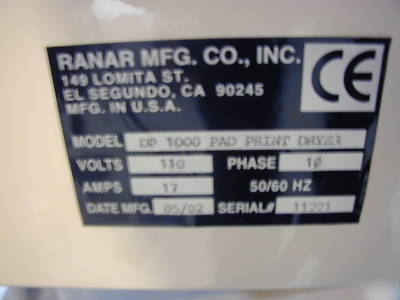 RANAR MFG. CO., INC.
149 LOMITA ST.
EL SEGUNDO, CA 90245
MFG. IN U.S.A.
CE
MODEL DP 1000 PAD PRINT DRYER
VOLTS 110 PHASE 1Ø
AMPS 17 50/60 HZ
DATE MFG. 05/02 SERIAL# 11201